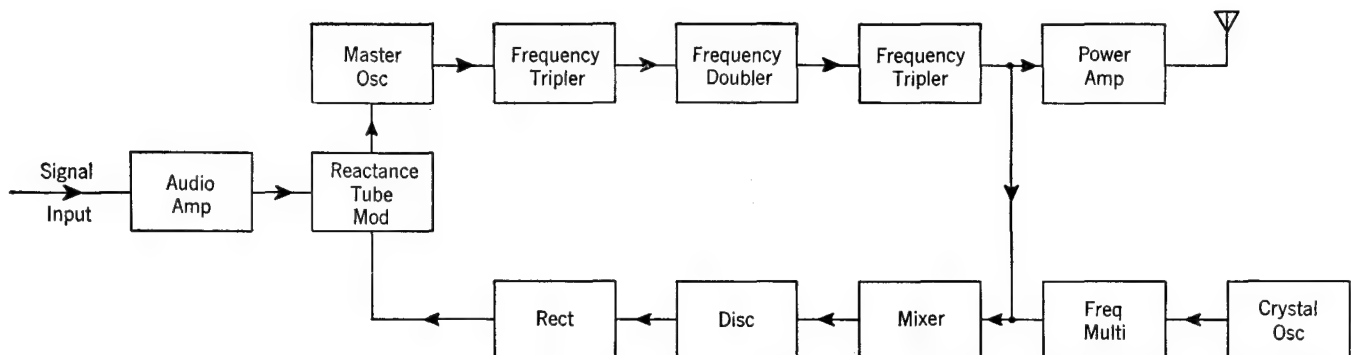 Master
Osc
Frequency
Tripler
Frequency
Doubler
Frequency
Tripler
Power
Amp
Signal
Input
Audio
Amp
Reactance
Tube
Mod
Rect
Disc
Mixer
Freq
Multi
Crystal
Osc